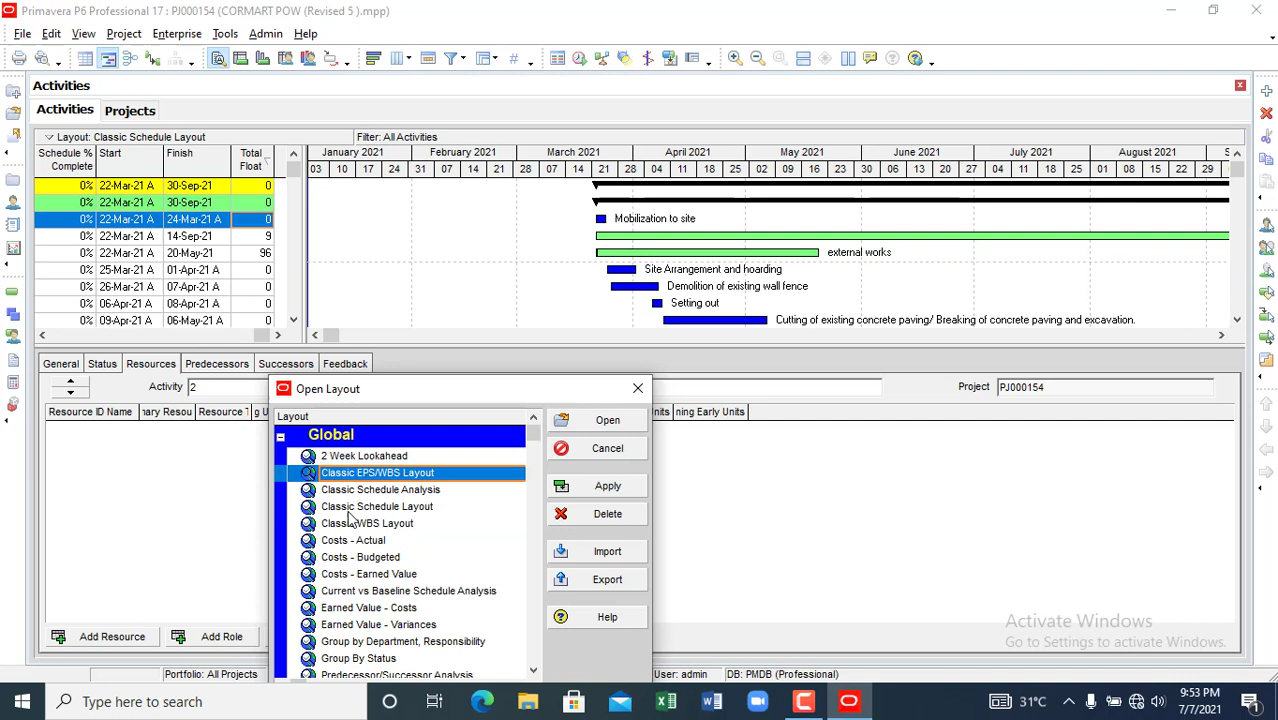 Primavera P6 Professional 17 : PJ000154 (CORMART POW (Revised 5 ).mpp)
File Edit View Project Enterprise Tools Admin Help
Activities
Activities Projects
Layout: Classic Schedule Layout Filter: All Activities
Schedule % Complete Start Finish Total Float
January 2021 February 2021 March 2021 April 2021 May 2021 June 2021 July 2021 August 2021 S
03 10 17 24 31 07 14 21 28 07 14 21 28 04 11 18 25 02 09 16 23 30 06 13 20 27 04 11 18 25 01 08 15 22 29
0% 22-Mar-21 A 30-Sep-21 0
0% 22-Mar-21 A 30-Sep-21 0
0% 22-Mar-21 A 24-Mar-21 A 0 Mobilization to site
0% 22-Mar-21 A 14-Sep-21 9
0% 22-Mar-21 A 20-May-21 96 external works
0% 25-Mar-21 A 01-Apr-21 A 0 Site Arrangement and hoarding
0% 26-Mar-21 A 07-Apr-21 A 0 Demolition of existing wall fence
0% 06-Apr-21 A 08-Apr-21 A 0 Setting out
0% 09-Apr-21 A 06-May-21 A 0 Cutting of existing concrete paving/ Breaking of concrete paving and excavation.
General Status Resources Predecessors Successors Feedback
Activity 2 Project PJ000154
Resource ID Name nary Resou Resource T g U Units ning Early Units
Open Layout
Layout
Global
2 Week Lookahead
Classic EPS/WBS Layout
Classic Schedule Analysis
Classic Schedule Layout
Classic WBS Layout
Costs - Actual
Costs - Budgeted
Costs - Earned Value
Current vs Baseline Schedule Analysis
Earned Value - Costs
Earned Value - Variances
Group by Department, Responsibility
Group By Status
Predecessor/Successor Analysis
Open
Cancel
Apply
Delete
Import
Export
Help
Add Resource Add Role
Activate Windows
Go to Settings to activate Windows.
Portfolio: All Projects User: admin DB: PMDB (Professional)
Type here to search
31°C
9:53 PM
7/7/2021
1